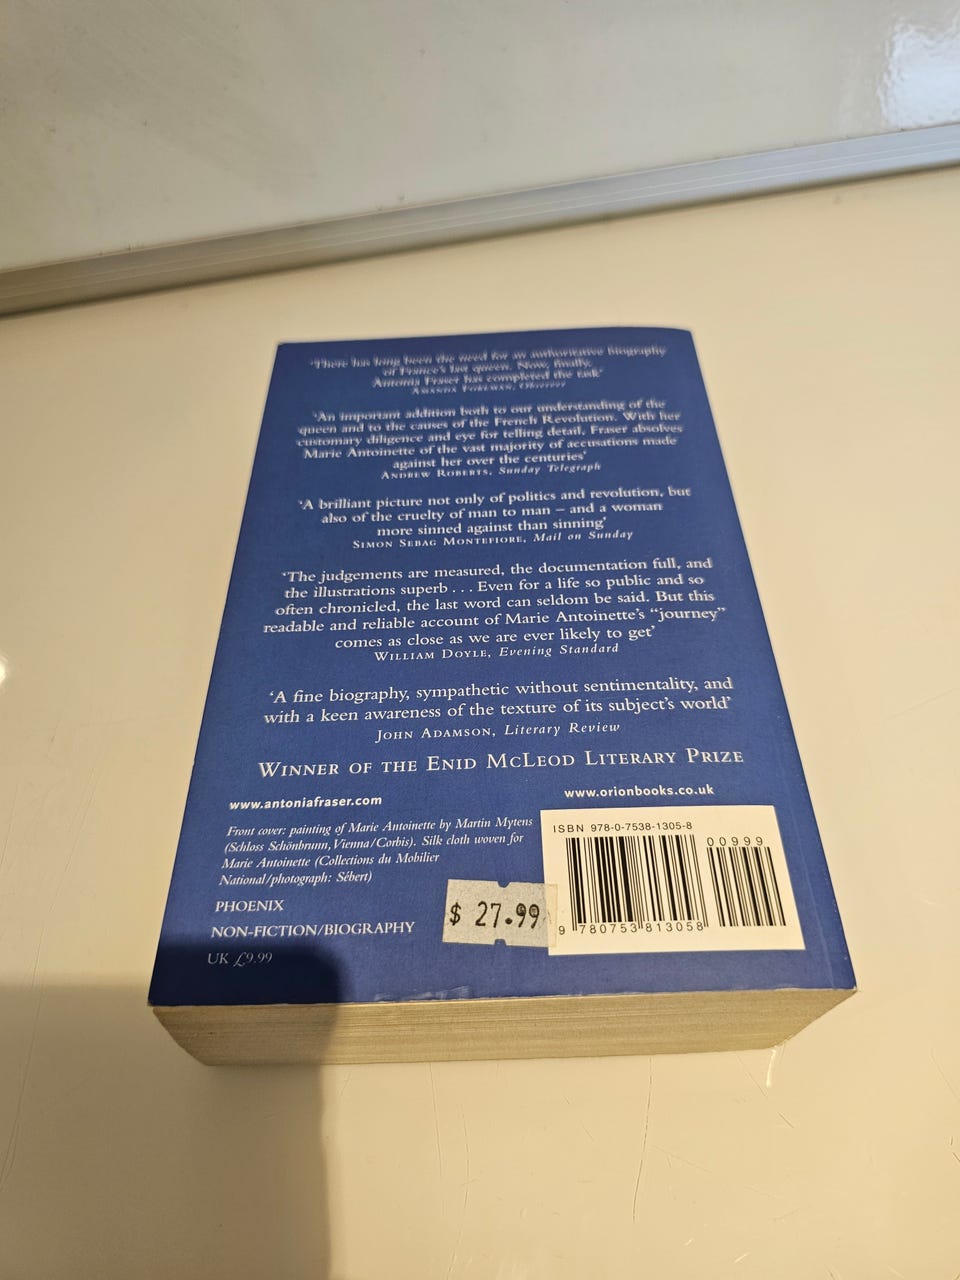 ‘There has long been the need for an authoritative biography
of France's last queen. Now, finally,
Antonia Fraser has completed the task’
AMANDA FOREMAN, Observer
‘An important addition both to our understanding of the
queen and to the causes of the French Revolution. With her
customary diligence and eye for telling detail, Fraser absolves
Marie Antoinette of the vast majority of accusations made
against her over the centuries’
ANDREW ROBERTS, Sunday Telegraph
‘A brilliant picture not only of politics and revolution, but
also of the cruelty of man to man – and a woman
more sinned against than sinning’
SIMON SEBAG MONTEFIORE, Mail on Sunday
‘The judgements are measured, the documentation full, and
the illustrations superb . . . Even for a life so public and so
often chronicled, the last word can seldom be said. But this
readable and reliable account of Marie Antoinette's “journey”
comes as close as we are ever likely to get’
WILLIAM DOYLE, Evening Standard
‘A fine biography, sympathetic without sentimentality, and
with a keen awareness of the texture of its subject's world’
JOHN ADAMSON, Literary Review
WINNER OF THE ENID MCLEOD LITERARY PRIZE
www.antoniafraser.com
www.orionbooks.co.uk
Front cover: painting of Marie Antoinette by Martin Mytens
(Schloss Schönbrunn, Vienna/Corbis). Silk cloth woven for
Marie Antoinette (Collections du Mobilier
National/photograph: Sébert)
PHOENIX
NON-FICTION/BIOGRAPHY
UK £9.99
$ 27.99
ISBN 978-0-7538-1305-8
00999
9 780753 813058